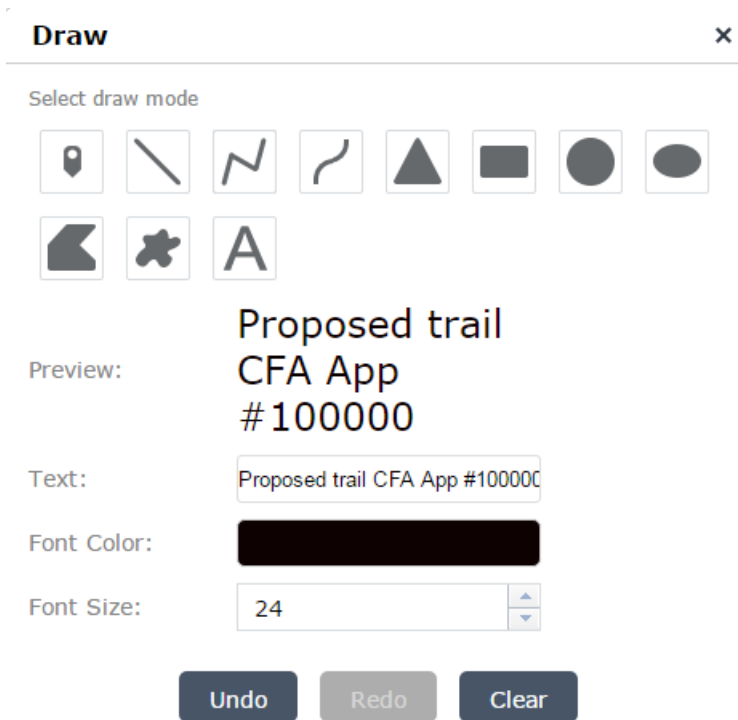 Draw ×
Select draw mode
A
Preview:
Proposed trail
CFA App
#100000
Text: Proposed trail CFA App #100000
Font Color:
Font Size: 24
Undo Redo Clear